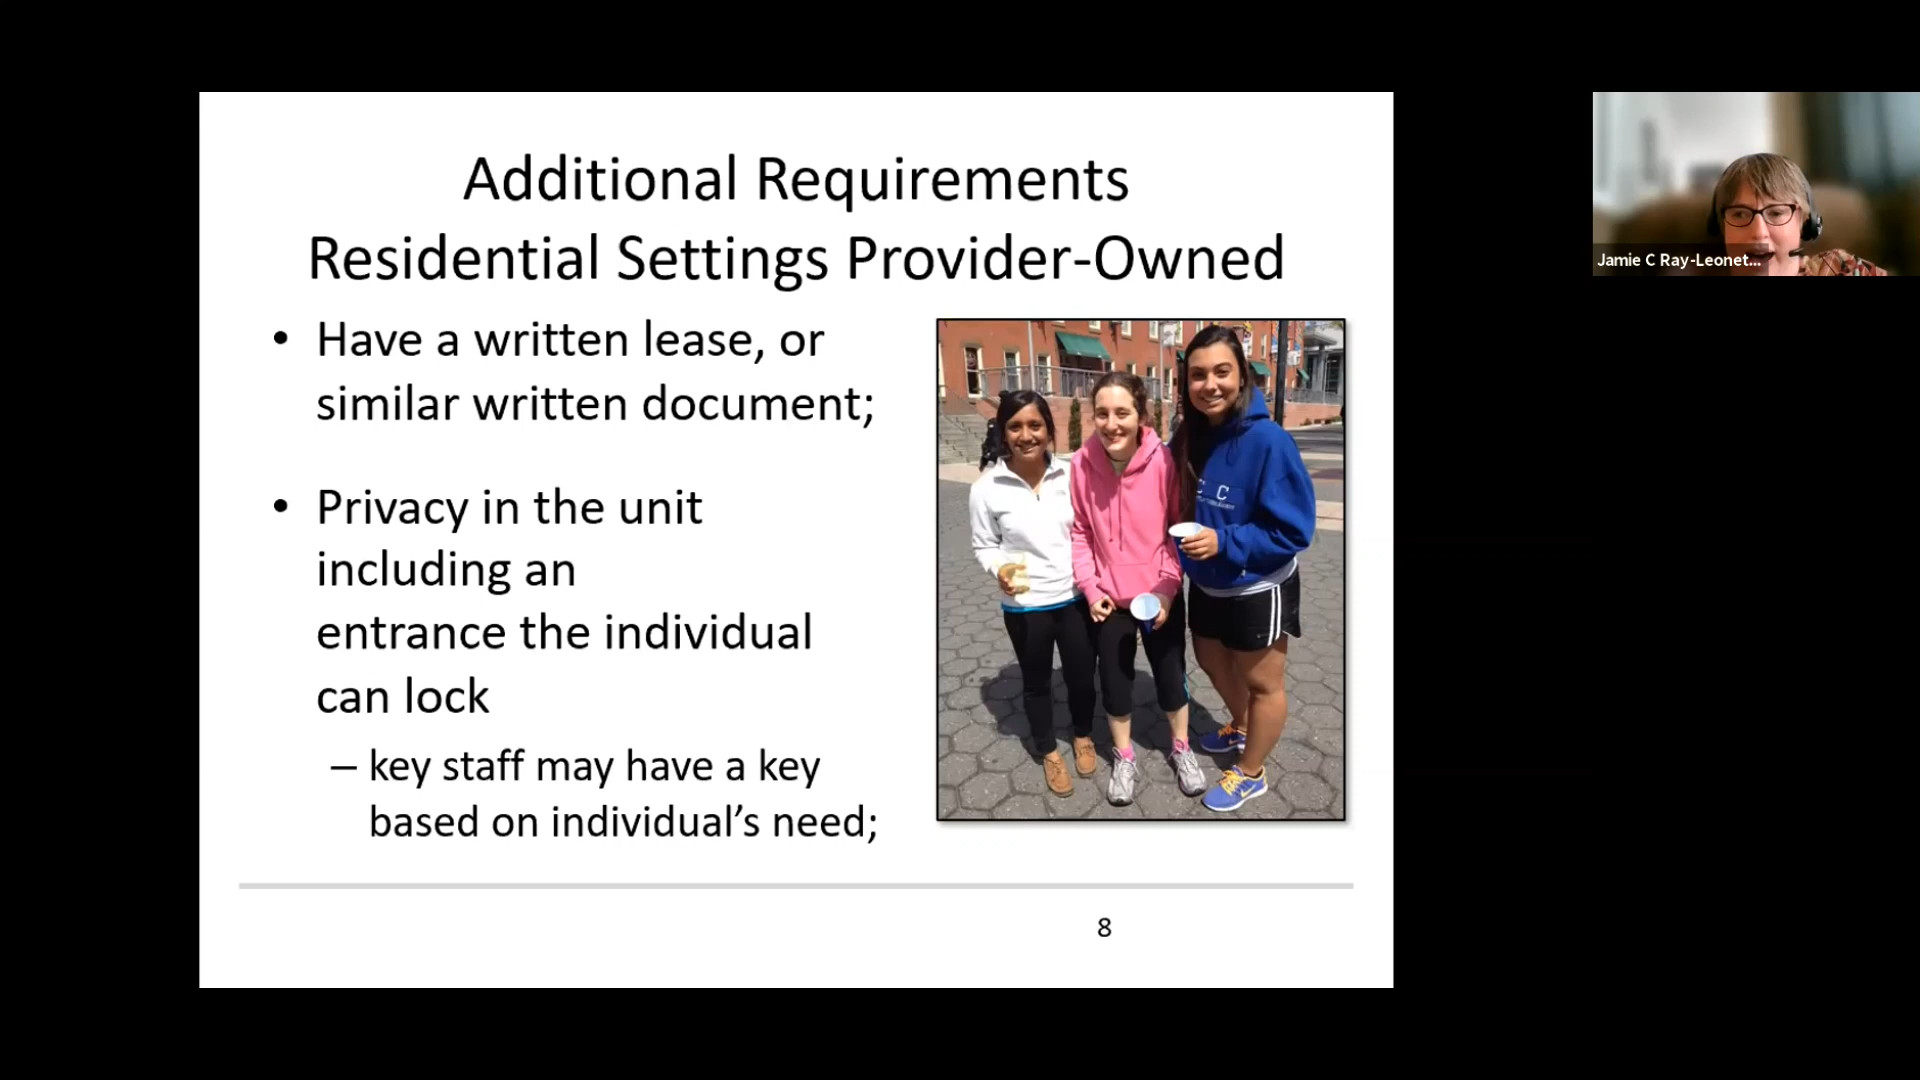 Additional Requirements
Residential Settings Provider-Owned
• Have a written lease, or
similar written document;
• Privacy in the unit
including an
entrance the individual
can lock
– key staff may have a key
based on individual’s need;
C C
8
Jamie C Ray-Leonet...